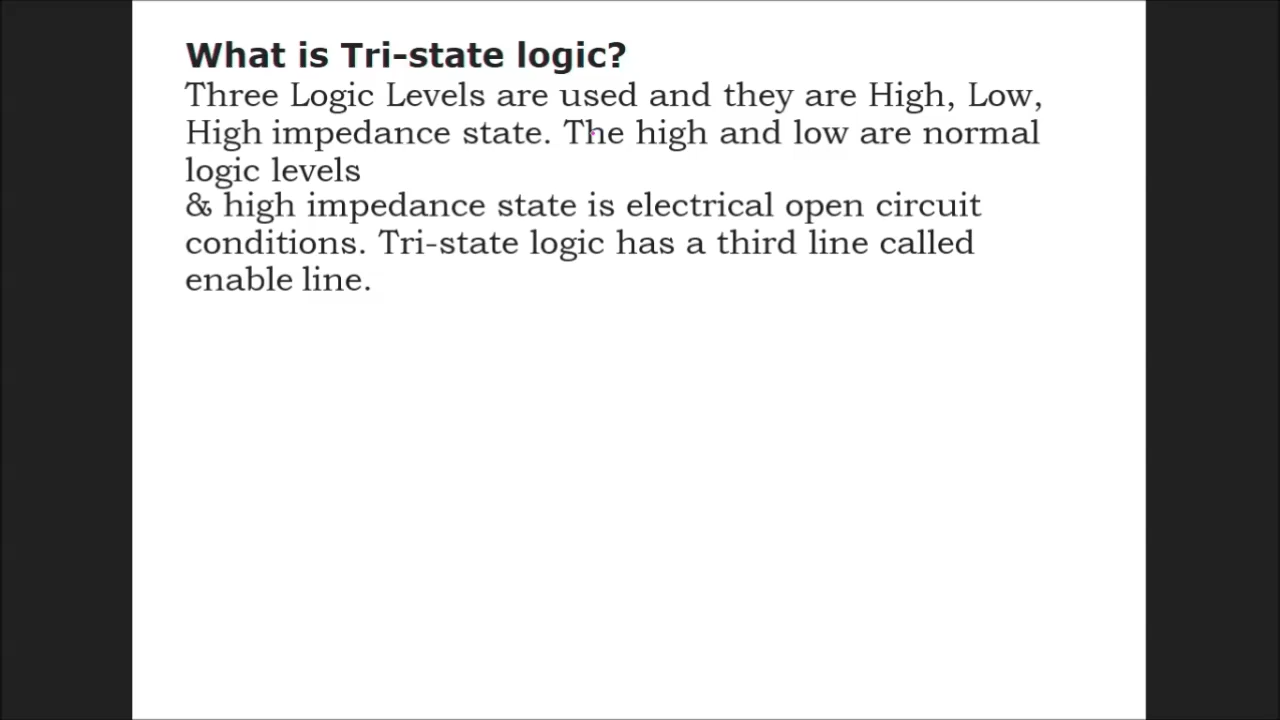 What is Tri-state logic?
Three Logic Levels are used and they are High, Low,
High impedance state. The high and low are normal
logic levels
& high impedance state is electrical open circuit
conditions. Tri-state logic has a third line called
enable line.